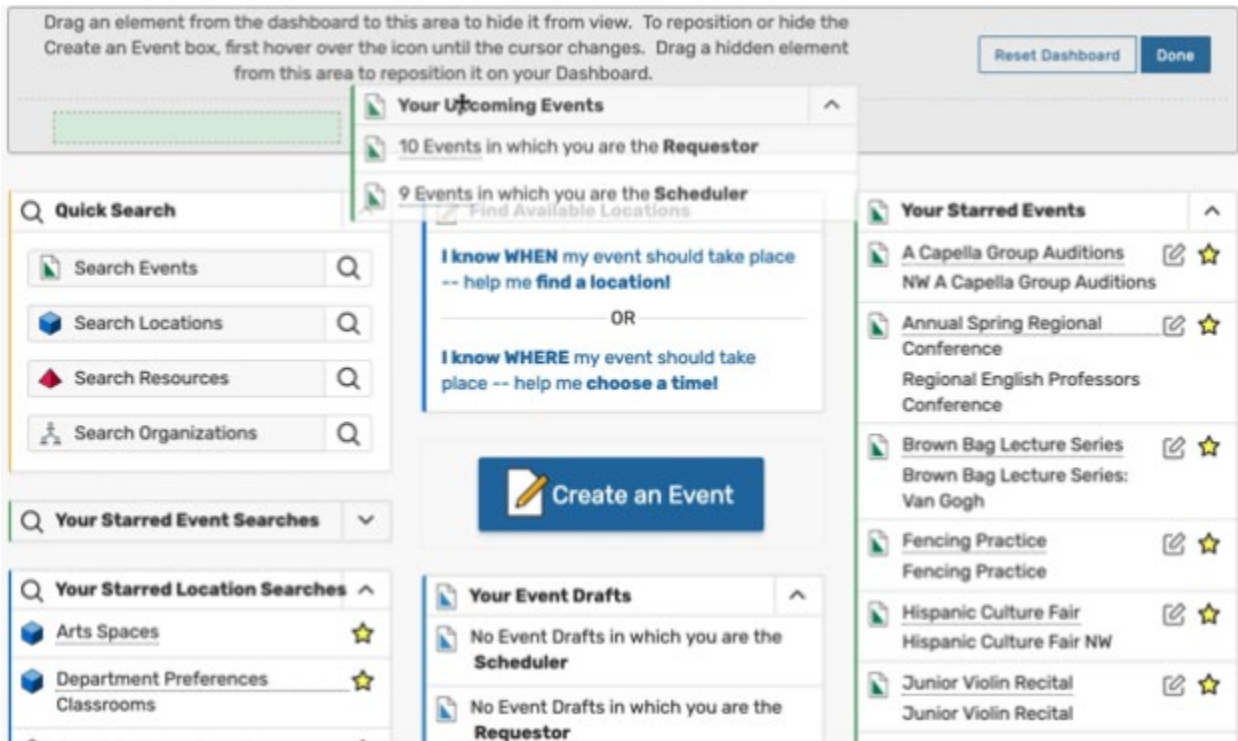 Drag an element from the dashboard to this area to hide it from view. To reposition or hide the
Create an Event box, first hover over the icon until the cursor changes. Drag a hidden element
from this area to reposition it on your Dashboard.
Reset Dashboard
Done
Your Upcoming Events
10 Events in which you are the Requestor
9 Events in which you are the Scheduler
Quick Search
Search Events
Search Locations
Search Resources
Search Organizations
Your Starred Event Searches
Your Starred Location Searches
Arts Spaces
Department Preferences
Classrooms
Find Available Locations
I know WHEN my event should take place
-- help me find a location!
OR
I know WHERE my event should take
place -- help me choose a time!
Create an Event
Your Event Drafts
No Event Drafts in which you are the
Scheduler
No Event Drafts in which you are the
Requestor
Your Starred Events
A Capella Group Auditions
NW A Capella Group Auditions
Annual Spring Regional
Conference
Regional English Professors
Conference
Brown Bag Lecture Series
Brown Bag Lecture Series:
Van Gogh
Fencing Practice
Fencing Practice
Hispanic Culture Fair
Hispanic Culture Fair NW
Junior Violin Recital
Junior Violin Recital